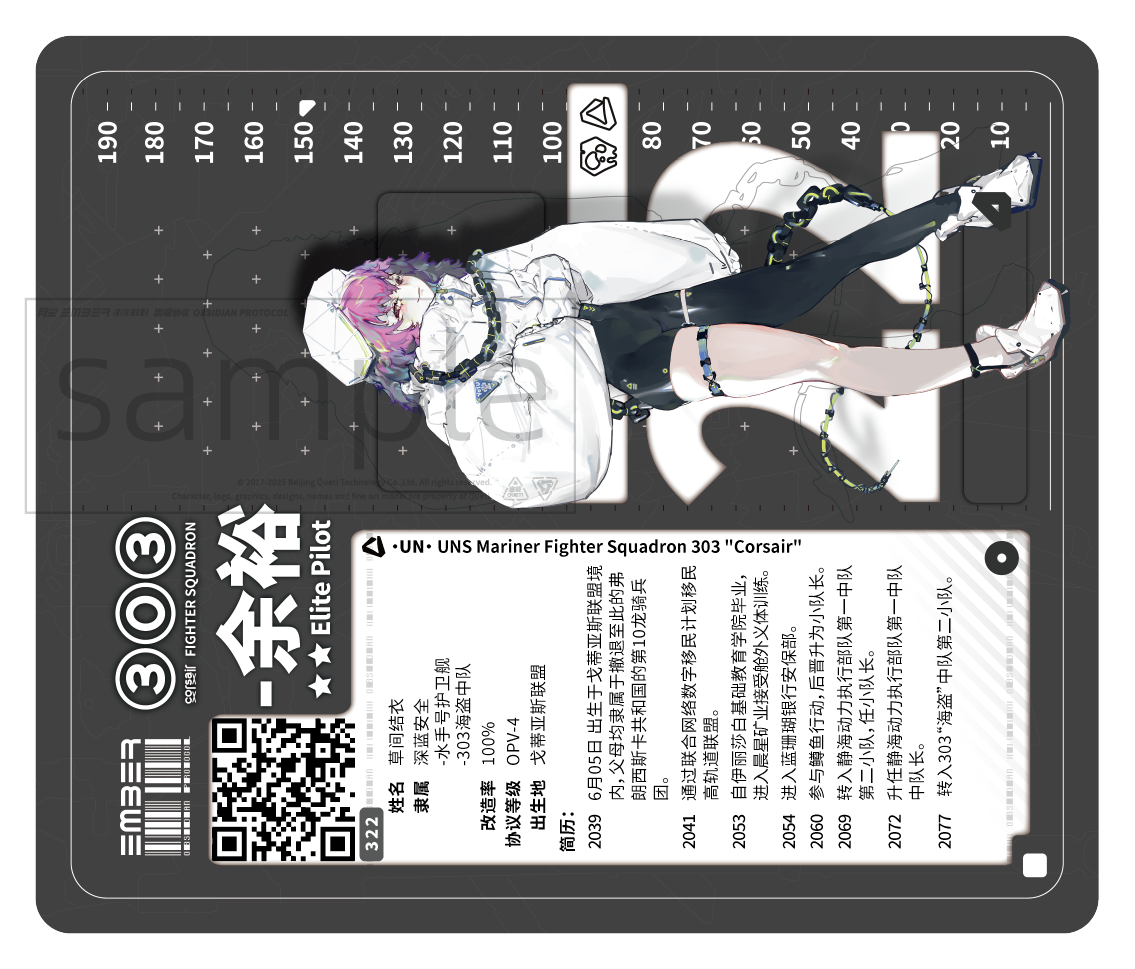 190
180
170
160
150
140
130
120
110
100
80
70
50
40
20
10
sample
OBSIDIAN PROTOCOL
© 2017-2025 Beijing Qwert Technology Co., Ltd. All rights reserved.
4
303
corsair FIGHTER SQUADRON
余裕
Elite Pilot
EMBER
322
·UN· UNS Mariner Fighter Squadron 303 "Corsair"
姓名 草间结衣
隶属 深蓝安全
-水手号护卫舰
-303海盗中队
改造率 100%
协议等级 OPV-4
出生地 戈蒂亚斯联盟
简历：
2039 6月05日 出生于戈蒂亚斯联盟境
内，父母均隶属于撤退至此的弗
朗西斯卡共和国的第10龙骑兵
团。
2041 通过联合网络数字移民计划移民
高轨道联盟。
2053 自伊丽莎白基础教育学院毕业，
进入晨星矿业接受舱外义体训练。
2054 进入蓝珊瑚银行安保部。
2060 参与鳟鱼行动，后晋升为小队长。
2069 转入静海动力执行部队第一中队
第二小队，任小队长。
2072 升任静海动力执行部队第一中队
中队长。
2077 转入303“海盗”中队第二小队。